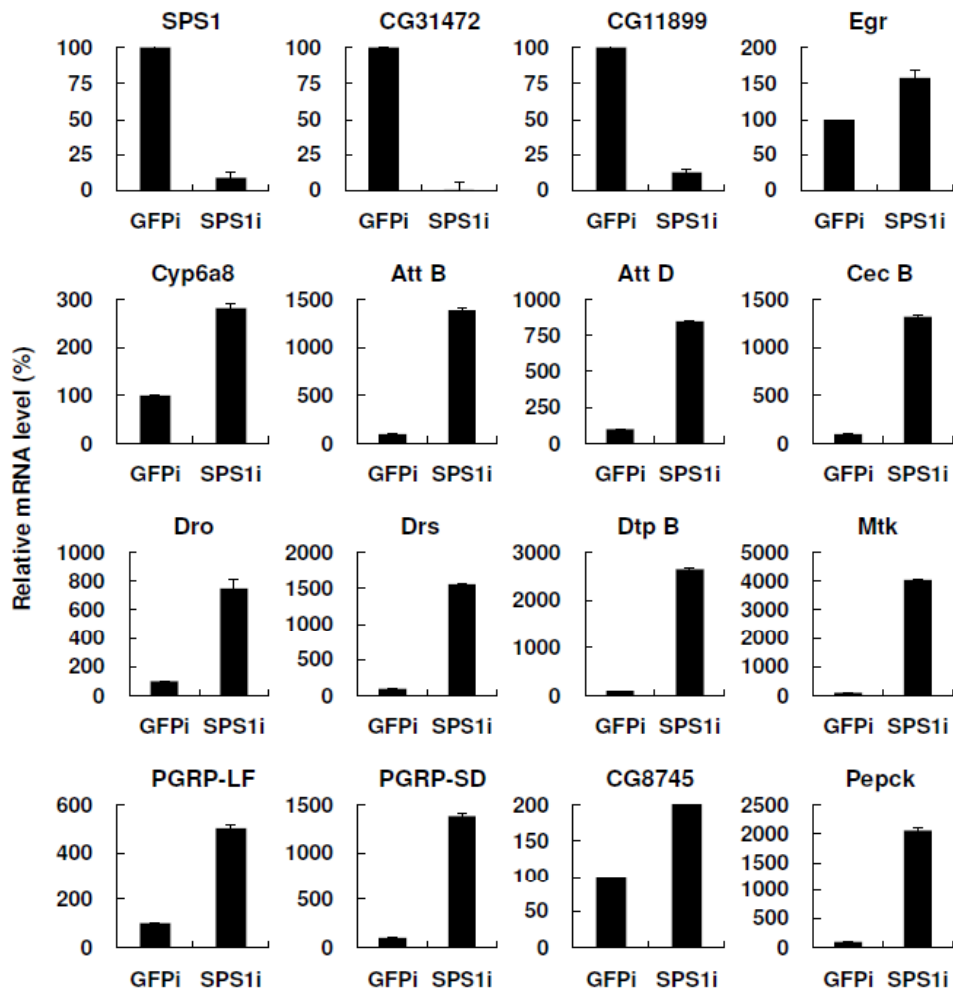 SPS1 CG31472 CG11899 Egr
100 100 100 200
75 75 75 150
50 50 50 100
25 25 25 50
0 0 0 0
GFPi SPS1i GFPi SPS1i GFPi SPS1i GFPi SPS1i
Cyp6a8 Att B Att D Cec B
300 1500 1000 1500
200 1000 750 1000
500
100 500 250 500
0 0 0 0
GFPi SPS1i GFPi SPS1i GFPi SPS1i GFPi SPS1i
Relative mRNA level (%)
Dro Drs Dtp B Mtk
1000 2000 3000 5000
800 1500 2000 4000
600 1000 3000
400 1000 2000
200 500 1000
0 0 0 0
GFPi SPS1i GFPi SPS1i GFPi SPS1i GFPi SPS1i
PGRP-LF PGRP-SD CG8745 Pepck
600 1500 200 2500
400 1000 150 2000
100 1500
200 500 50 1000
500
0 0 0 0
GFPi SPS1i GFPi SPS1i GFPi SPS1i GFPi SPS1i